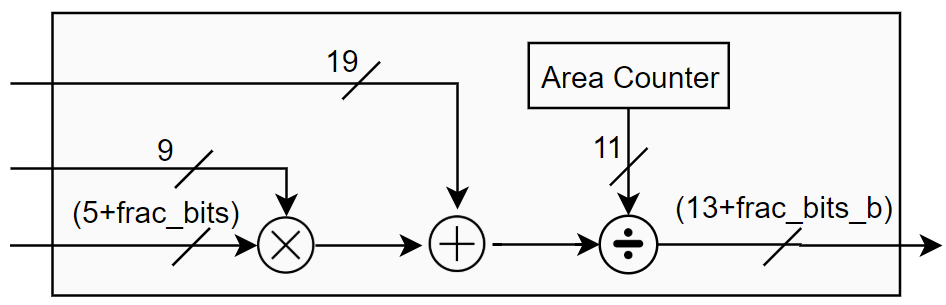 19
Area Counter
9
11
(5+frac_bits)
(13+frac_bits_b)